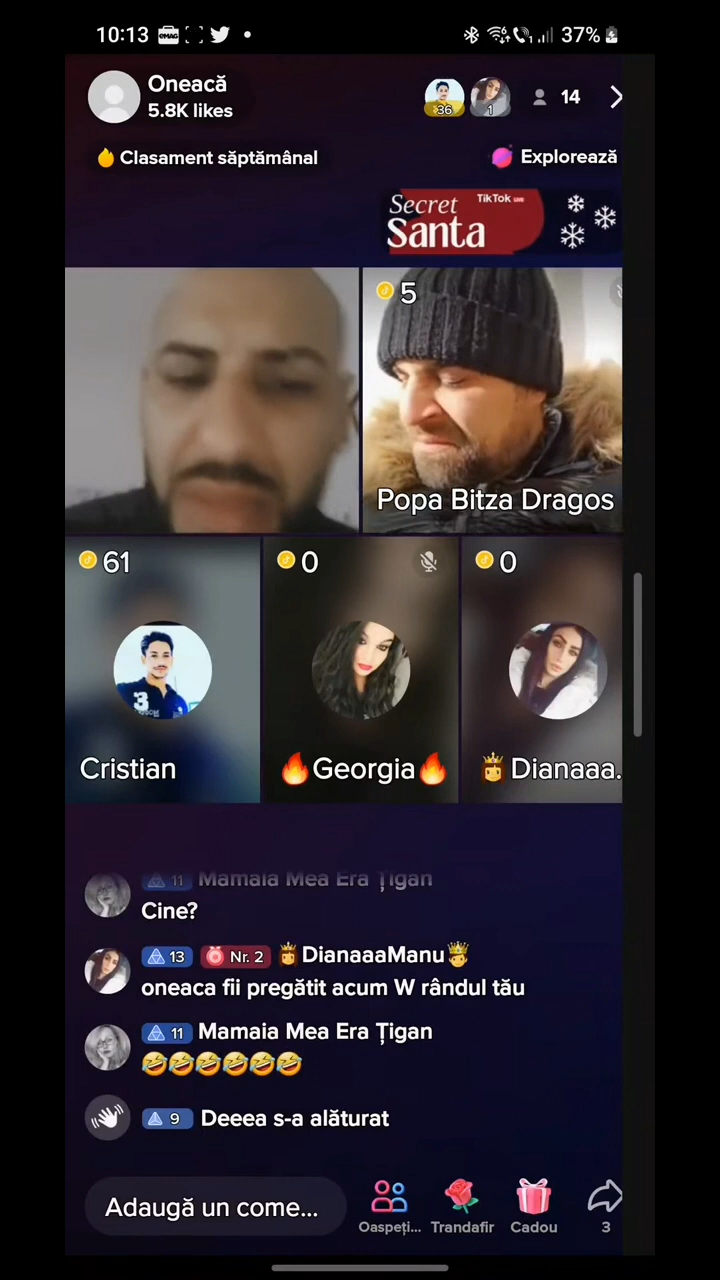 10:13
37%
Oneacă
5.8K likes
36
1
14
Clasament săptămânal
Explorează
Secret
Santa
TikTok LIVE
5
Popa Bitza Dragos
61
0
0
3
Cristian
🔥Georgia🔥
👸Dianaaa.
11 Mamaia Mea Era Țigan
Cine?
13 Nr. 2 👸DianaaaManu🤴
oneaca fii pregătit acum W rândul tău
11 Mamaia Mea Era Țigan
🤣🤣🤣🤣🤣🤣
9 Deeea s-a alăturat
Adaugă un come...
Oaspeți...
Trandafir
Cadou
3